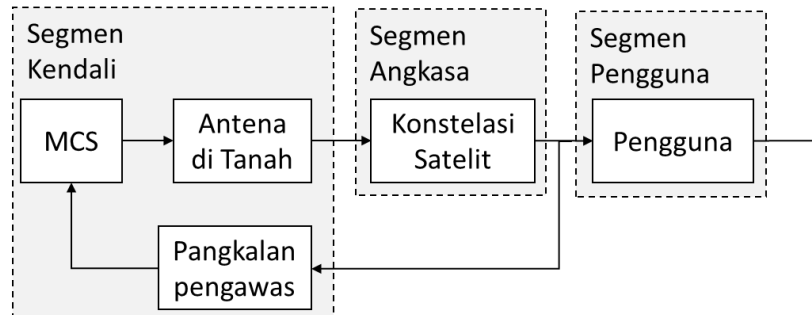 Segmen
Kendali
MCS
Antena
di Tanah
Pangkalan
pengawas
Segmen
Angkasa
Konstelasi
Satelit
Segmen
Pengguna
Pengguna